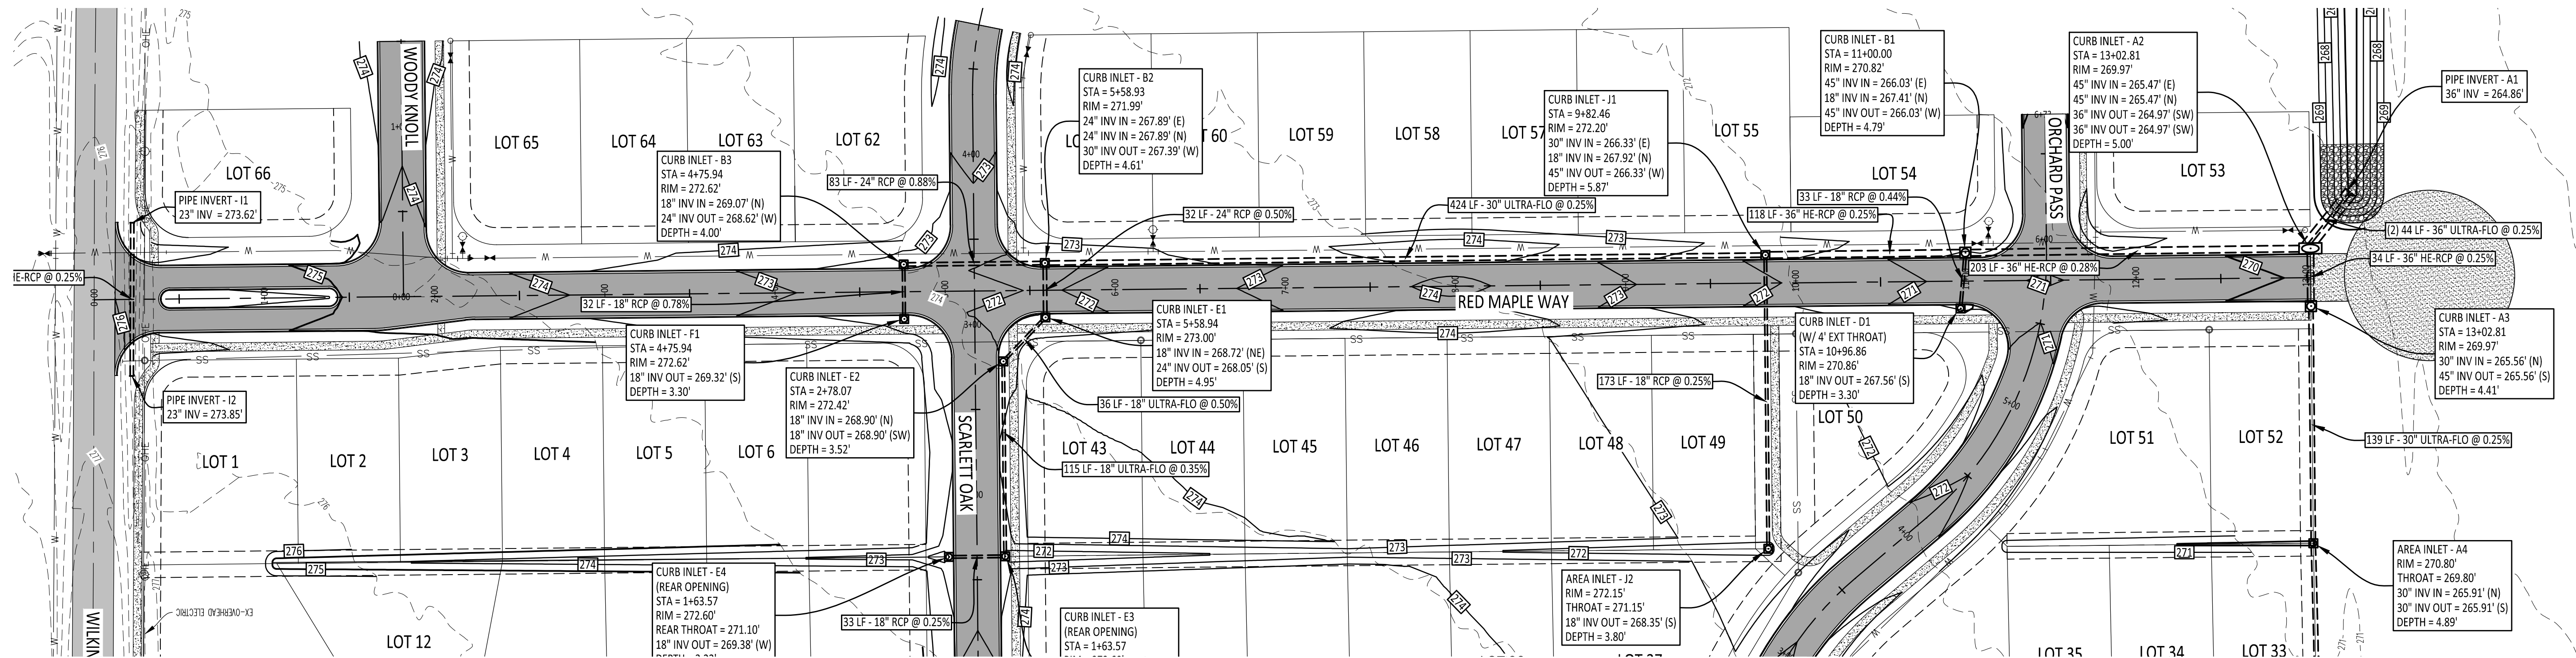 WOODY KNOLL
LOT 66
LOT 65
LOT 64
LOT 63
LOT 62
60
LOT 59
LOT 58
LOT 57
LOT 55
LOT 54
LOT 53
ORCHARD PASS
CURB INLET - B3
STA = 4+75.94
RIM = 272.62'
18" INV IN = 269.07' (N)
24" INV OUT = 268.62' (W)
DEPTH = 4.00'
CURB INLET - B2
STA = 5+58.93
RIM = 271.99'
24" INV IN = 267.89' (E)
24" INV IN = 267.89' (N)
30" INV OUT = 267.39' (W)
DEPTH = 4.61'
CURB INLET - J1
STA = 9+82.46
RIM = 272.20'
30" INV IN = 266.33' (E)
18" INV IN = 267.92' (N)
45" INV OUT = 266.33' (W)
DEPTH = 5.87'
CURB INLET - B1
STA = 11+00.00
RIM = 270.82'
45" INV IN = 266.03' (E)
18" INV IN = 267.41' (N)
45" INV OUT = 266.03' (W)
DEPTH = 4.79'
CURB INLET - A2
STA = 13+02.81
RIM = 269.97'
45" INV IN = 265.47' (E)
45" INV IN = 265.47' (N)
36" INV OUT = 264.97' (SW)
36" INV OUT = 264.97' (SW)
DEPTH = 5.00'
PIPE INVERT - A1
36" INV = 264.86'
PIPE INVERT - I1
23" INV = 273.62'
83 LF - 24" RCP @ 0.88%
32 LF - 24" RCP @ 0.50%
424 LF - 30" ULTRA-FLO @ 0.25%
33 LF - 18" RCP @ 0.44%
118 LF - 36" HE-RCP @ 0.25%
(2) 44 LF - 36" ULTRA-FLO @ 0.25%
203 LF - 36" HE-RCP @ 0.28%
34 LF - 36" HE-RCP @ 0.25%
HE-RCP @ 0.25%
32 LF - 18" RCP @ 0.78%
RED MAPLE WAY
CURB INLET - F1
STA = 4+75.94
RIM = 272.62'
18" INV OUT = 269.32' (S)
DEPTH = 3.30'
CURB INLET - E1
STA = 5+58.94
RIM = 273.00'
18" INV IN = 268.72' (NE)
24" INV OUT = 268.05' (S)
DEPTH = 4.95'
CURB INLET - D1
(W/ 4' EXT THROAT)
STA = 10+96.86
RIM = 270.86'
18" INV OUT = 267.56' (S)
DEPTH = 3.30'
CURB INLET - A3
STA = 13+02.81
RIM = 269.97'
30" INV IN = 265.56' (N)
45" INV OUT = 265.56' (S)
DEPTH = 4.41'
PIPE INVERT - I2
23" INV = 273.85'
CURB INLET - E2
STA = 2+78.07
RIM = 272.42'
18" INV IN = 268.90' (N)
18" INV OUT = 268.90' (SW)
DEPTH = 3.52'
36 LF - 18" ULTRA-FLO @ 0.50%
173 LF - 18" RCP @ 0.25%
115 LF - 18" ULTRA-FLO @ 0.35%
139 LF - 30" ULTRA-FLO @ 0.25%
SCARLETT OAK
LOT 1
LOT 2
LOT 3
LOT 4
LOT 5
LOT 6
LOT 43
LOT 44
LOT 45
LOT 46
LOT 47
LOT 48
LOT 49
LOT 50
LOT 51
LOT 52
CURB INLET - E4
(REAR OPENING)
STA = 1+63.57
RIM = 272.60'
REAR THROAT = 271.10'
18" INV OUT = 269.38' (W)
33 LF - 18" RCP @ 0.25%
CURB INLET - E3
(REAR OPENING)
STA = 1+63.57
AREA INLET - J2
RIM = 272.15'
THROAT = 271.15'
18" INV OUT = 268.35' (S)
DEPTH = 3.80'
AREA INLET - A4
RIM = 270.80'
THROAT = 269.80'
30" INV IN = 265.91' (N)
30" INV OUT = 265.91' (S)
DEPTH = 4.89'
EX-OVERHEAD ELECTRIC
WILKIN
LOT 12
LOT 35
LOT 34
LOT 33